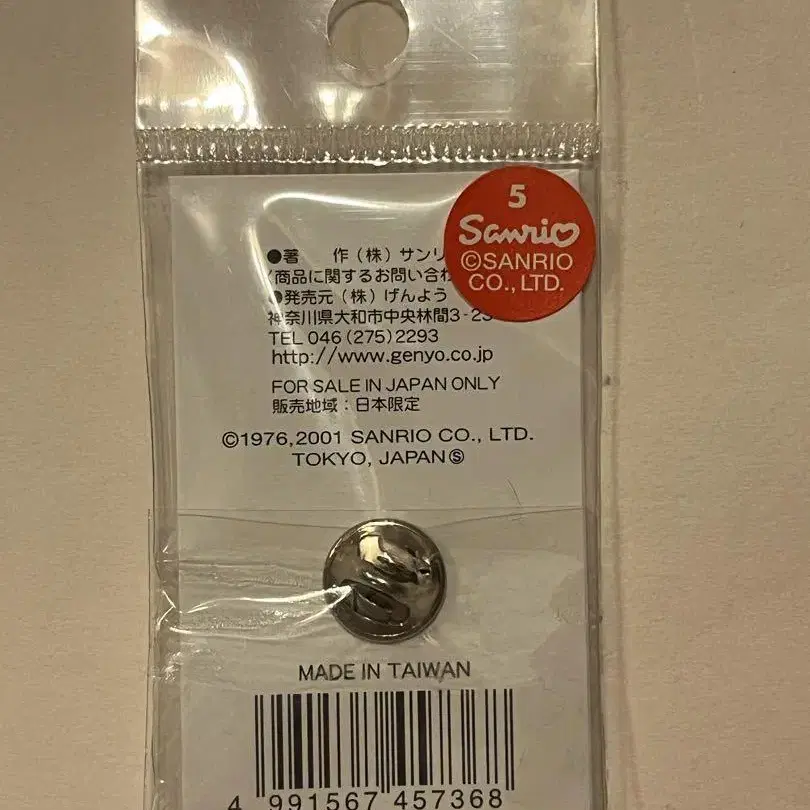 5
Sanrio
©SANRIO
CO., LTD.
●著 作(株)サンリ
商品に関するお問い合わ
●発売元(株)げんよう
神奈川県大和市中央林間3-23
TEL 046(275)2293
http://www.genyo.co.jp
FOR SALE IN JAPAN ONLY
販売地域:日本限定
©1976,2001 SANRIO CO., LTD.
TOKYO, JAPANⓈ
MADE IN TAIWAN
4 991567 457368